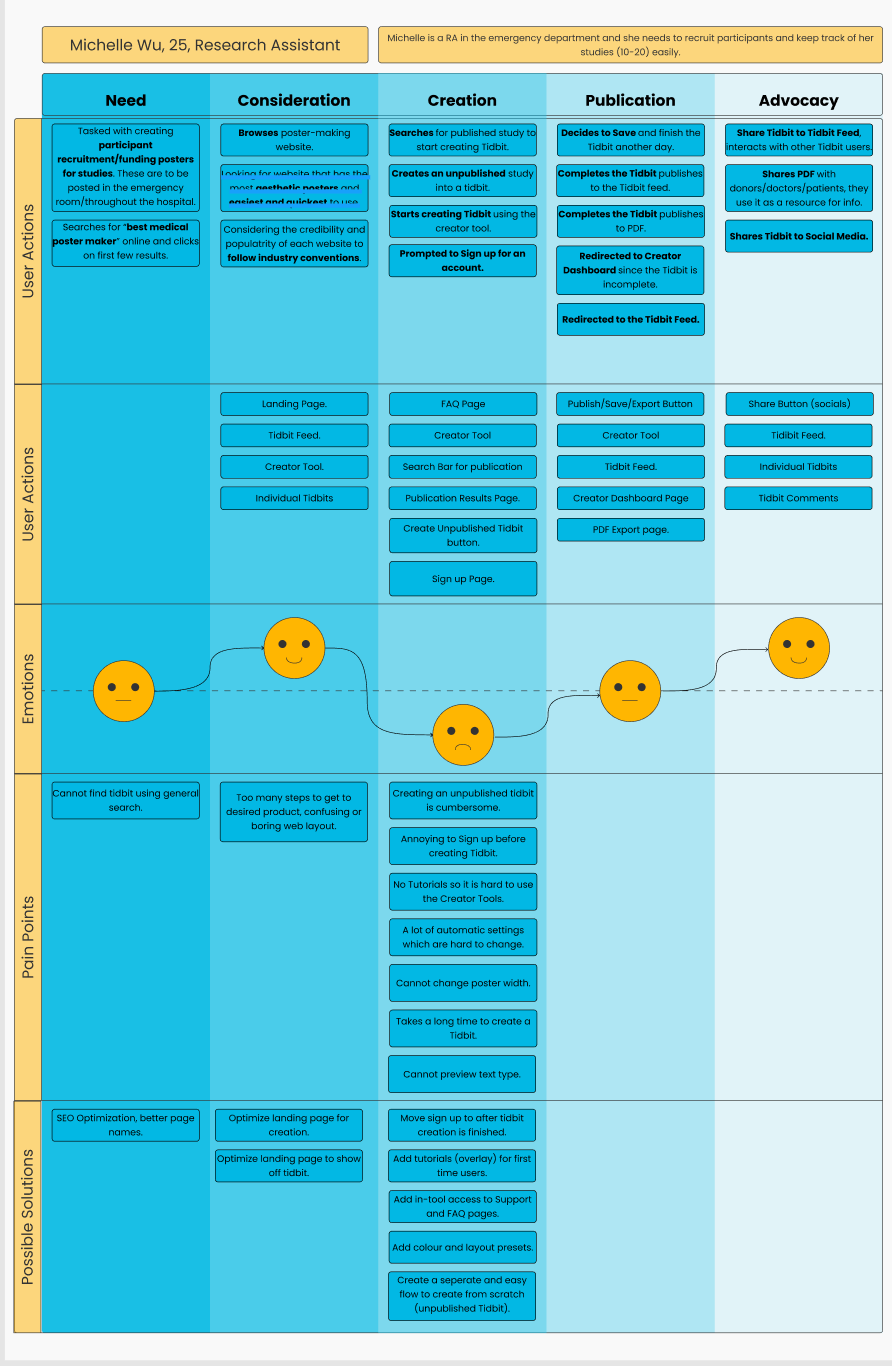 Michelle Wu, 25, Research Assistant
Michelle is a RA in the emergency department and she needs to recruit participants and keep track of her
studies (10-20) easily.
Need
Consideration
Creation
Publication
Advocacy
User Actions
Tasked with creating
participant
recruitment/funding posters
for studies. These are to be
posted in the emergency
room/throughout the hospital.
Searches for “best medical
poster maker” online and clicks
on first few results.
Browses poster-making
website.
Looking for website that has the
most aesthetic posters and
easiest and quickest to use
Considering the credibility and
populatrity of each website to
follow industry conventions.
Searches for published study to
start creating Tidbit.
Creates an unpublished study
into a tidbit.
Starts creating Tidbit using the
creator tool.
Prompted to Sign up for an
account.
Decides to Save and finish the
Tidbit another day.
Completes the Tidbit publishes
to the Tidbit feed.
Completes the Tidbit publishes
to PDF.
Redirected to Creator
Dashboard since the Tidbit is
incomplete.
Redirected to the Tidbit Feed.
Share Tidbit to Tidbit Feed,
interacts with other Tidbit users.
Shares PDF with
donors/doctors/patients, they
use it as a resource for info.
Shares Tidbit to Social Media.
User Actions
Landing Page.
Tidbit Feed.
Creator Tool.
Individual Tidbits
FAQ Page
Creator Tool
Search Bar for publication
Publication Results Page.
Create Unpublished Tidbit
button.
Sign up Page.
Publish/Save/Export Button
Creator Tool
Tidbit Feed.
Creator Dashboard Page
PDF Export page.
Share Button (socials)
Tidibit Feed.
Individual Tidbits
Tidbit Comments
Emotions
Pain Points
Cannot find tidbit using general
search.
Too many steps to get to
desired product, confusing or
boring web layout.
Creating an unpublished tidbit
is cumbersome.
Annoying to Sign up before
creating Tidbit.
No Tutorials so it is hard to use
the Creator Tools.
A lot of automatic settings
which are hard to change.
Cannot change poster width.
Takes a long time to create a
Tidbit.
Cannot preview text type.
Possible Solutions
SEO Optimization, better page
names.
Optimize landing page for
creation.
Optimize landing page to show
off tidbit.
Move sign up to after tidbit
creation is finished.
Add tutorials (overlay) for first
time users.
Add in-tool access to Support
and FAQ pages.
Add colour and layout presets.
Create a seperate and easy
flow to create from scratch
(unpublished Tidbit).